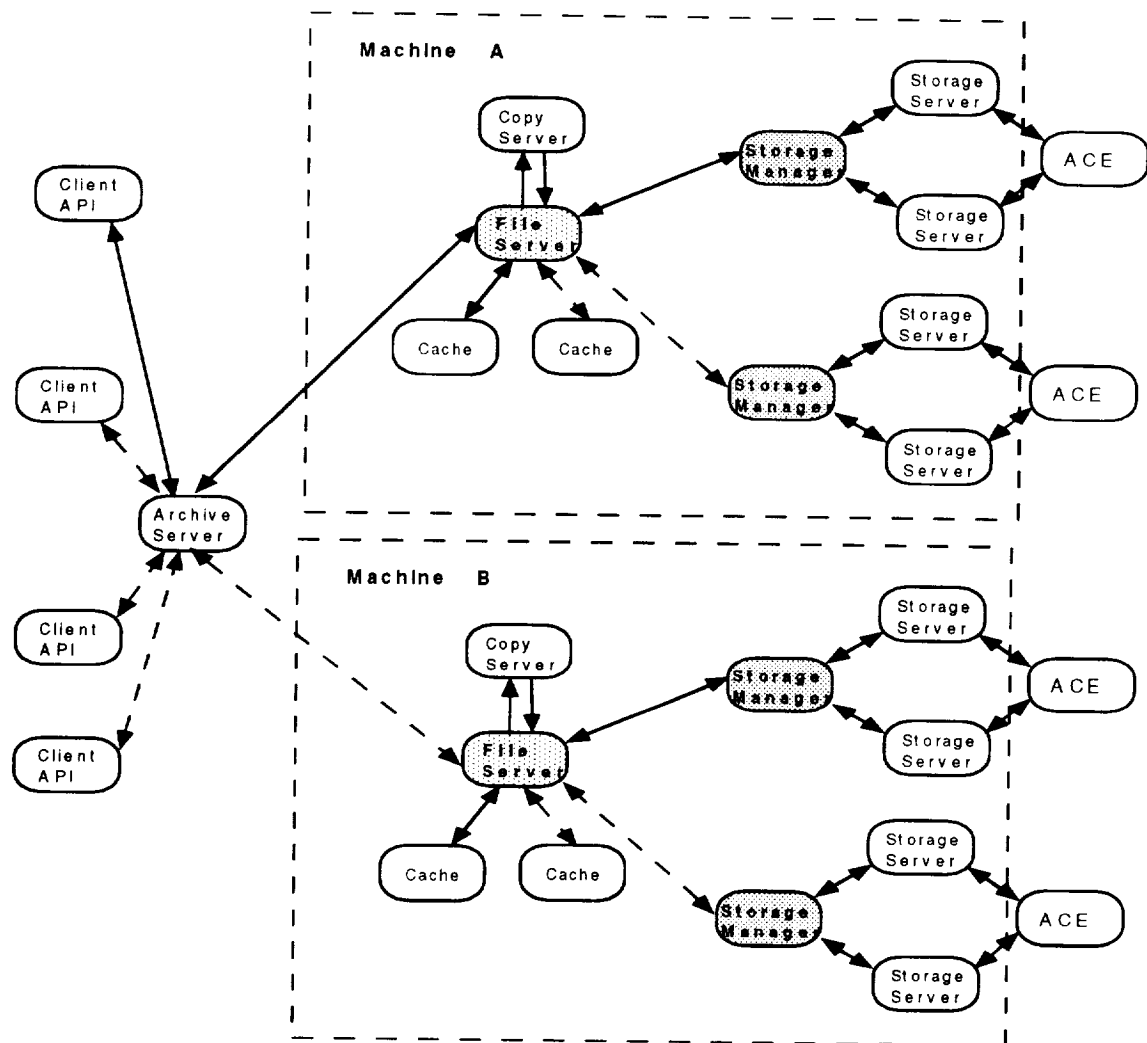 Machine A
Copy
Server
Storage
Server
Storage
Manager
ACE
Client
API
File
Server
Storage
Server
Cache
Cache
Storage
Server
Client
API
Storage
Manager
ACE
Storage
Server
Archive
Server
Machine B
Client
API
Copy
Server
Storage
Server
Storage
Manager
ACE
Client
API
File
Server
Storage
Server
Cache
Cache
Storage
Server
Storage
Manager
ACE
Storage
Server